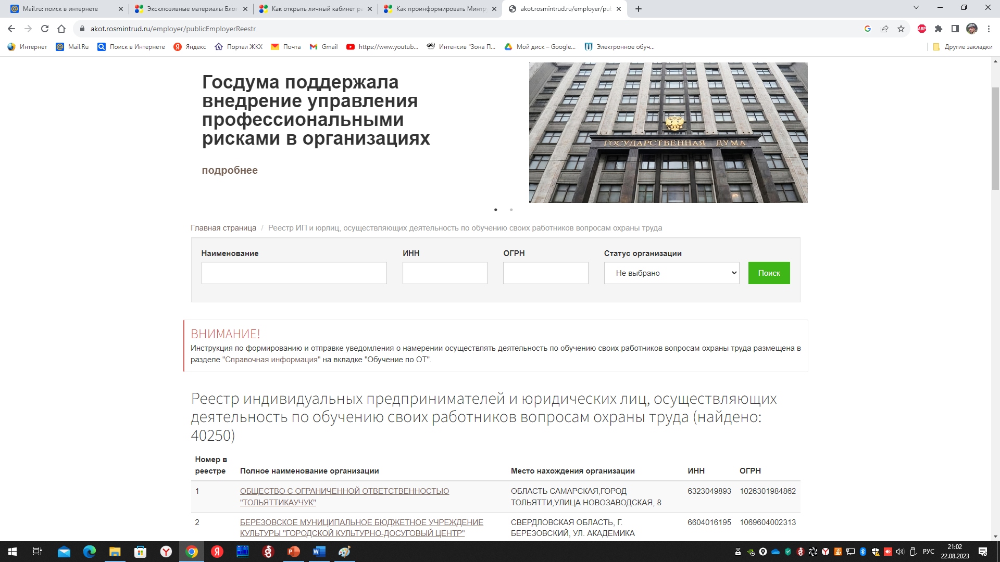 Mail.ru: поиск в интернете
Эксклюзивные материалы Блог
Как открыть личный кабинет ра
Как проинформировать Минтру
akot.rosmintrud.ru/employer/pub
akot.rosmintrud.ru/employer/publicEmployerReestr
Интернет
Mail.Ru
Поиск в Интернете
Яндекс
Портал ЖКХ
Почта
Gmail
https://www.youtub...
Интенсив "Зона П...
Мой диск – Google...
Электронное обуч...
Другие закладки
Госдума поддержала
внедрение управления
профессиональными
рисками в организациях
подробнее
ГОСУДАРСТВЕННАЯ ДУМА
Главная страница / Реестр ИП и юрлиц, осуществляющих деятельность по обучению своих работников вопросам охраны труда
Наименование ИНН ОГРН Статус организации
Не выбрано Поиск
ВНИМАНИЕ!
Инструкция по формированию и отправке уведомления о намерении осуществлять деятельность по обучению своих работников вопросам охраны труда размещена в
разделе "Справочная информация" на вкладке "Обучение по ОТ".
Реестр индивидуальных предпринимателей и юридических лиц, осуществляющих
деятельность по обучению своих работников вопросам охраны труда (найдено:
40250)
Номер в
реестре Полное наименование организации Место нахождения организации ИНН ОГРН
1 ОБЩЕСТВО С ОГРАНИЧЕННОЙ ОТВЕТСТВЕННОСТЬЮ ОБЛАСТЬ САМАРСКАЯ,ГОРОД 6323049893 1026301984862
"ТОЛЬЯТТИКАУЧУК" ТОЛЬЯТТИ,УЛИЦА НОВОЗАВОДСКАЯ, 8
2 БЕРЕЗОВСКОЕ МУНИЦИПАЛЬНОЕ БЮДЖЕТНОЕ УЧРЕЖДЕНИЕ СВЕРДЛОВСКАЯ ОБЛАСТЬ, Г. 6604016195 1069604002313
КУЛЬТУРЫ "ГОРОДСКОЙ КУЛЬТУРНО-ДОСУГОВЫЙ ЦЕНТР" БЕРЕЗОВСКИЙ, УЛ. АКАДЕМИКА
РУС
21:02
22.08.2023